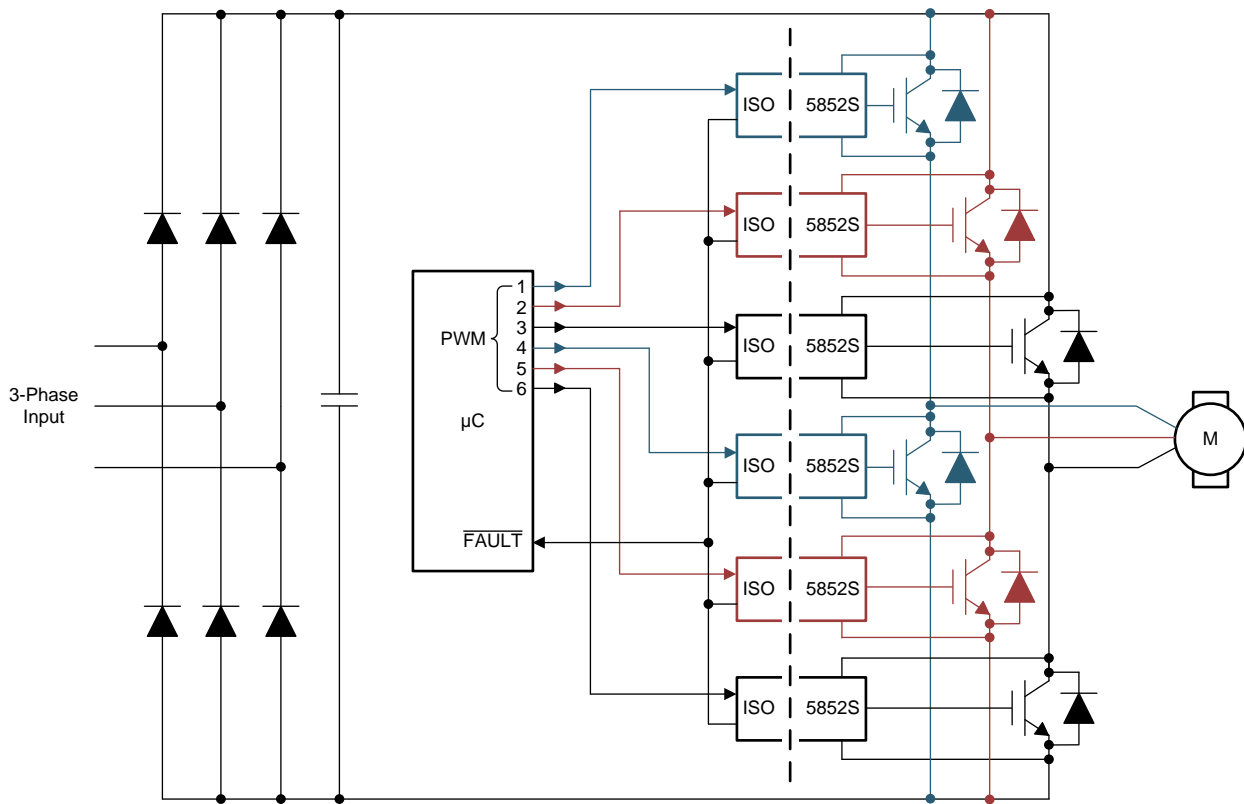 3-Phase
Input
PWM
1
2
3
4
5
6
µC
FAULT
ISO 5852S
ISO 5852S
ISO 5852S
ISO 5852S
ISO 5852S
ISO 5852S
M